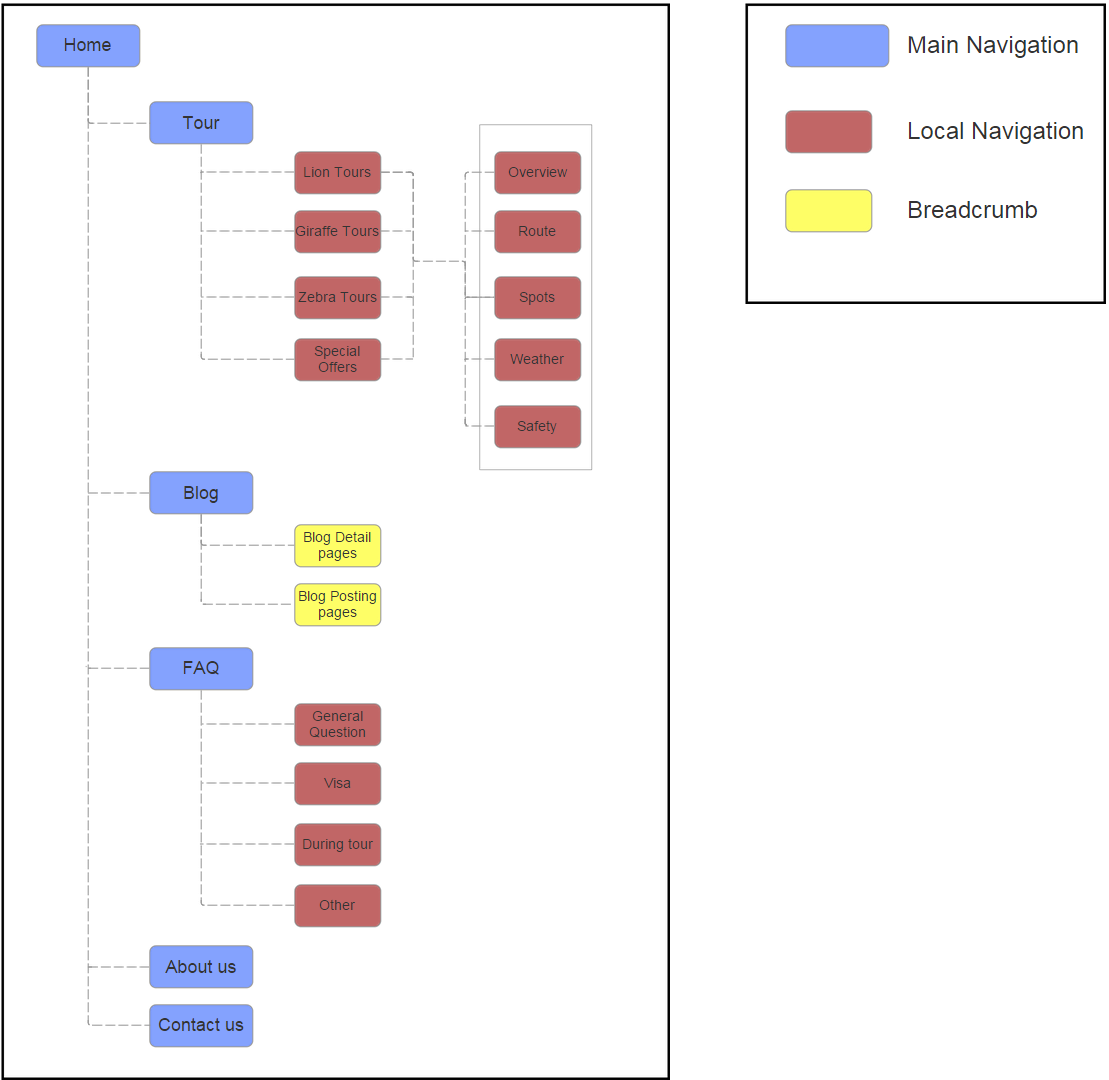 Home
Main Navigation
Tour
Local Navigation
Lion Tours
Overview
Breadcrumb
Giraffe Tours
Route
Zebra Tours
Spots
Special
Offers
Weather
Safety
Blog
Blog Detail
pages
Blog Posting
pages
FAQ
General
Question
Visa
During tour
Other
About us
Contact us